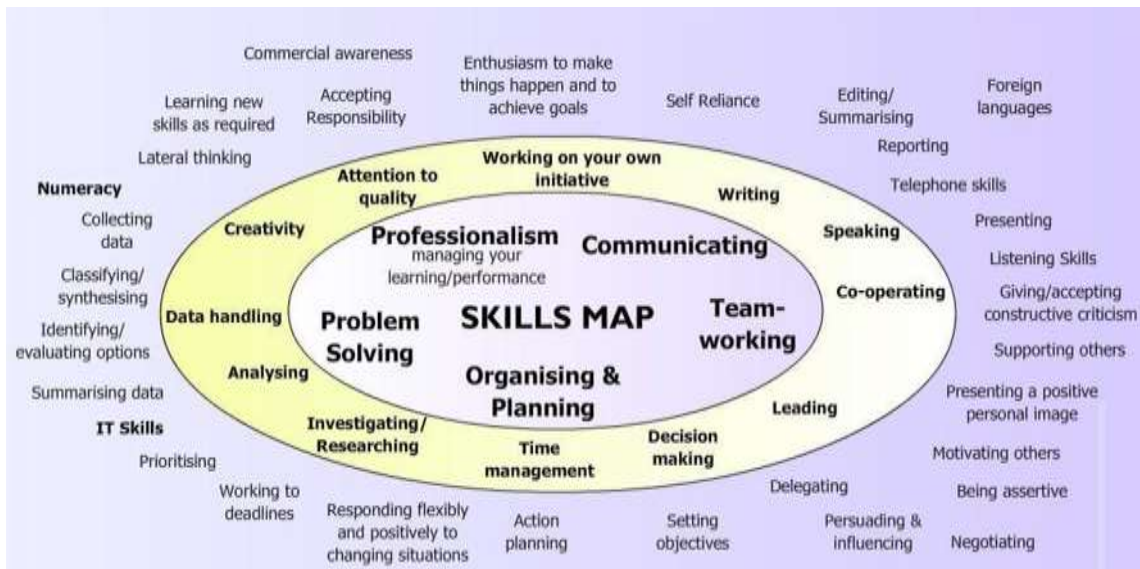 Commercial awareness
Enthusiasm to make
things happen and to
achieve goals
Learning new
skills as required
Accepting
Responsibility
Self Reliance
Editing/
Summarising
Foreign
languages
Lateral thinking
Reporting
Numeracy
Telephone skills
Collecting
data
Presenting
Classifying/
synthesising
Listening Skills
Identifying/
evaluating options
Giving/accepting
constructive criticism
Supporting others
Summarising data
Presenting a positive
personal image
IT Skills
Motivating others
Prioritising
Being assertive
Working to
deadlines
Responding flexibly
and positively to
changing situations
Action
planning
Setting
objectives
Delegating
Persuading &
influencing
Negotiating
Working on your own
initiative
Attention to
quality
Writing
Creativity
Speaking
Data handling
Co-operating
Analysing
Leading
Investigating/
Researching
Time
management
Decision
making
Professionalism
managing your
learning/performance
Communicating
Problem
Solving
SKILLS MAP
Team-
working
Organising &
Planning